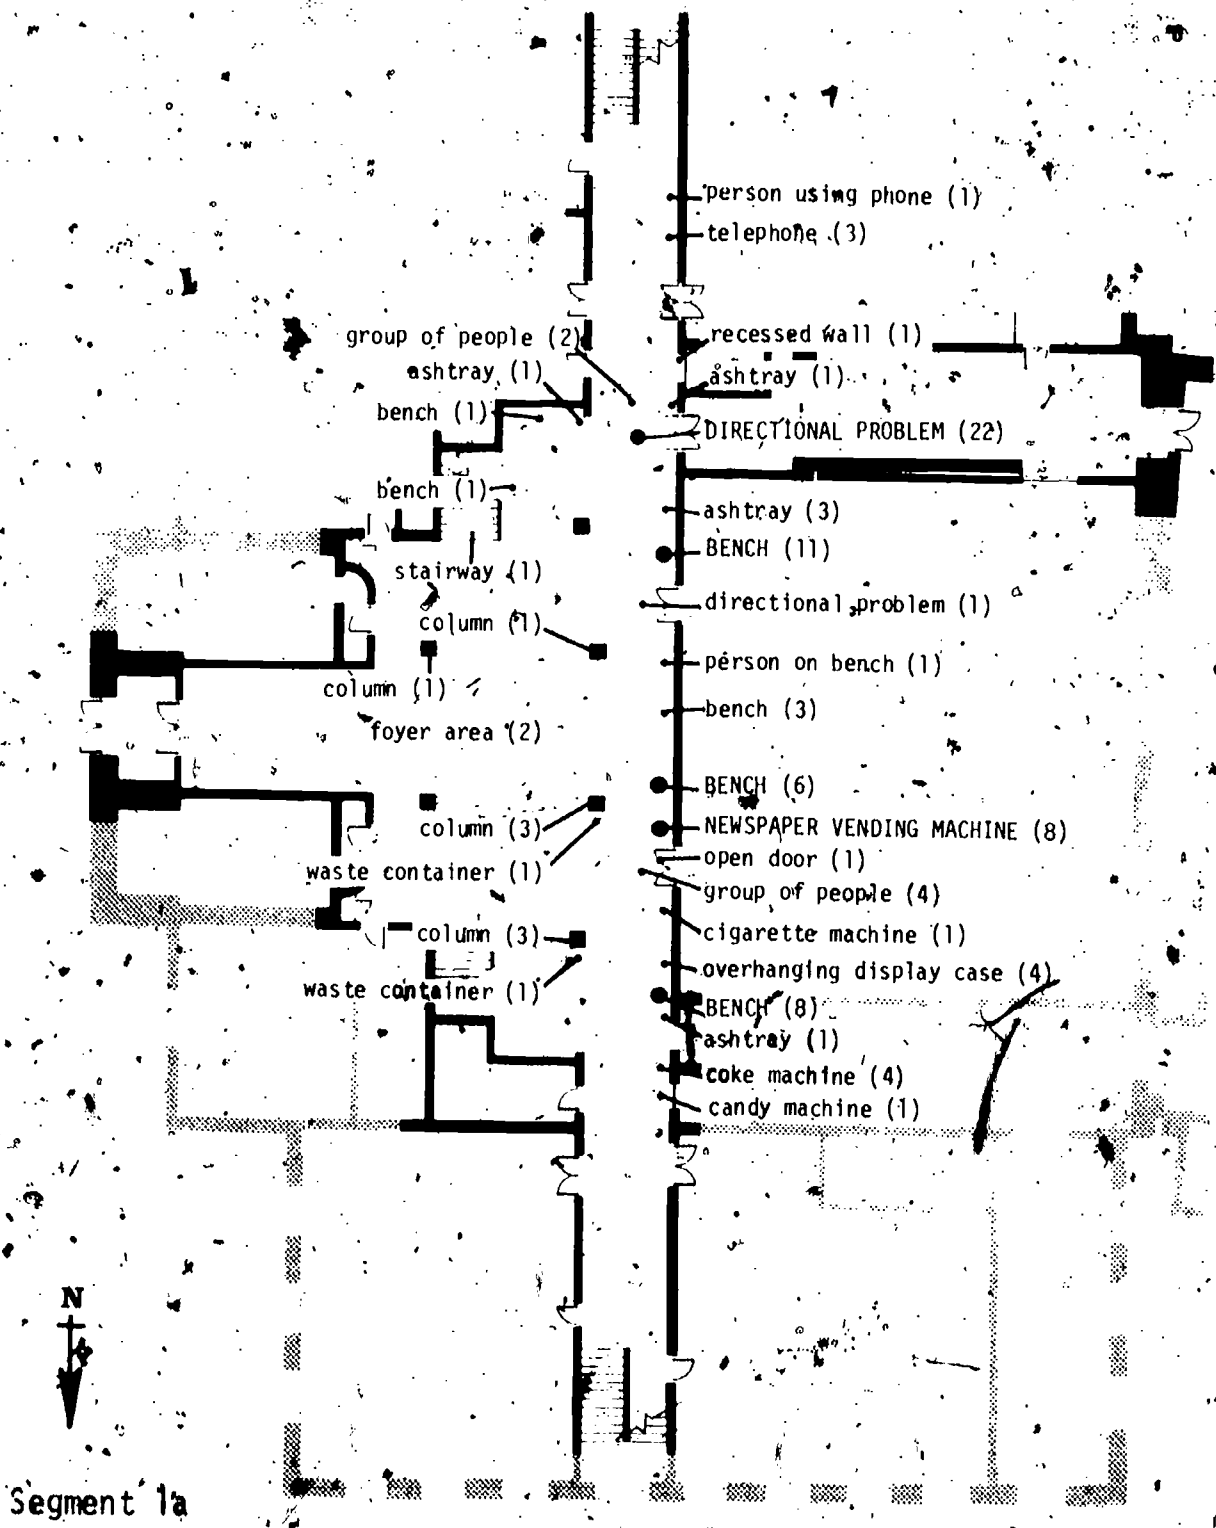 person using phone (1)
telephone (3)
group of people (2)
recessed wall (1)
ashtray (1)
ashtray (1)
bench (1)
DIRECTIONAL PROBLEM (22)
bench (1)
ashtray (3)
BENCH (11)
stairway (1)
directional problem (1)
column (1)
person on bench (1)
column (1)
bench (3)
foyer area (2)
BENCH (6)
column (3)
NEWSPAPER VENDING MACHINE (8)
open door (1)
waste container (1)
group of people (4)
column (3)
cigarette machine (1)
overhanging display case (4)
waste container (1)
BENCH (8)
ashtray (1)
coke machine (4)
candy machine (1)
N
Segment 1a